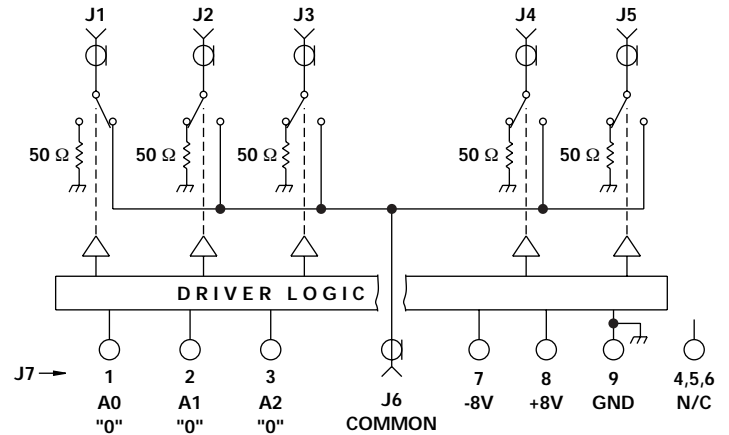 J1 J2 J3 J4 J5
50 Ω 50 Ω 50 Ω 50 Ω 50 Ω
DRIVER LOGIC
J7 1 2 3 J6 7 8 9 4,5,6
A0 A1 A2 COMMON -8V +8V GND N/C
"0" "0" "0"